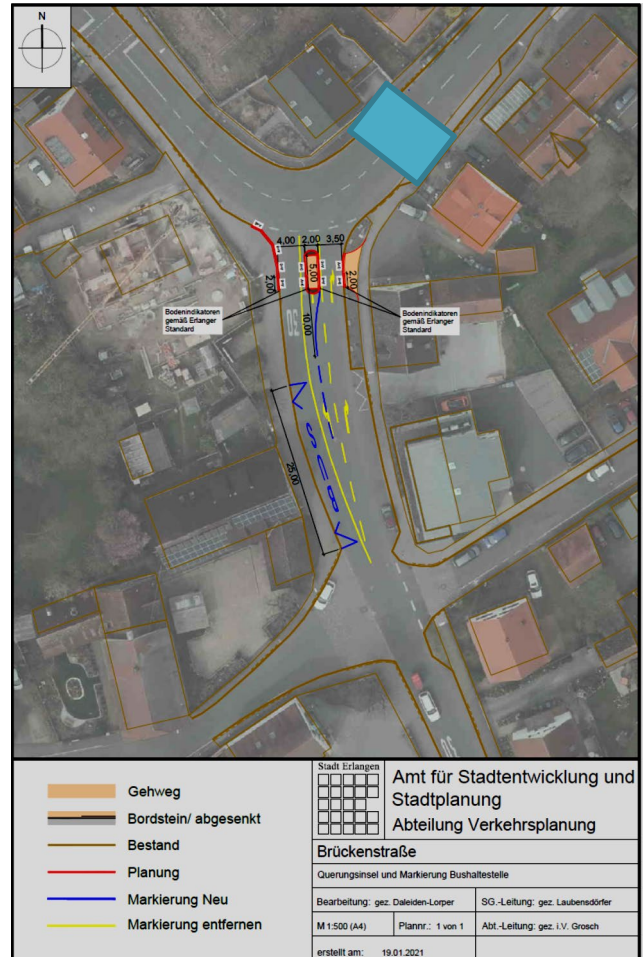 N
4,00 2,00 3,50
2,00
5,00
2,00
Bodenindikatoren
gemäß Erlanger
Standard
Bodenindikatoren
gemäß Erlanger
Standard
10,00
BUS
25,00
Gehweg
Bordstein/ abgesenkt
Bestand
Planung
Markierung Neu
Markierung entfernen
Stadt Erlangen
Amt für Stadtentwicklung und
Stadtplanung
Abteilung Verkehrsplanung
Brückenstraße
Querungsinsel und Markierung Bushaltestelle
Bearbeitung: gez. Daleiden-Lorper
SG.-Leitung: gez. Laubensdörfer
M 1:500 (A4)
Plannr.: 1 von 1
Abt.-Leitung: gez. i.V. Grosch
erstellt am: 19.01.2021